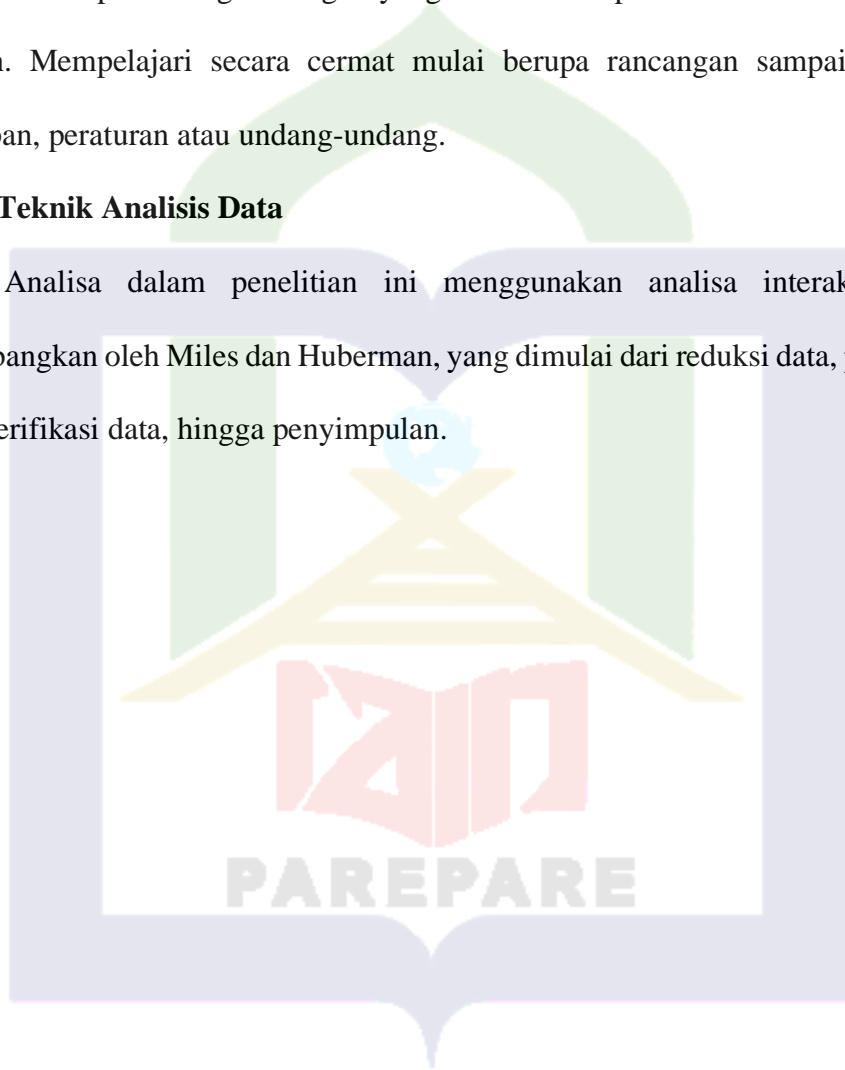 n. Mempelajari secara cermat mulai berupa rancangan sampai
an, peraturan atau undang-undang.
Teknik Analisis Data
Analisa dalam penelitian ini menggunakan analisa interak
bangkan oleh Miles dan Huberman, yang dimulai dari reduksi data,
erifikasi data, hingga penyimpulan.
PAREPARE